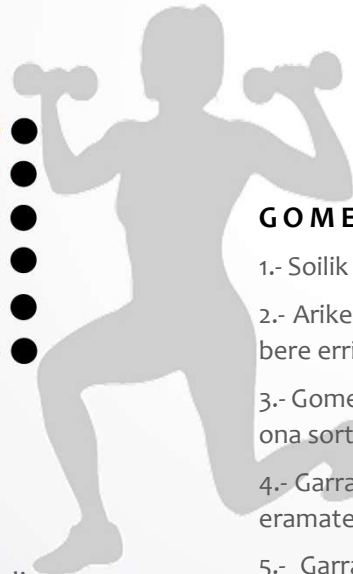 GOME
1.- Soilik
2.- Arike
bere erri
3.- Gome
ona sort
4.- Garra
eramate
5.- Garra